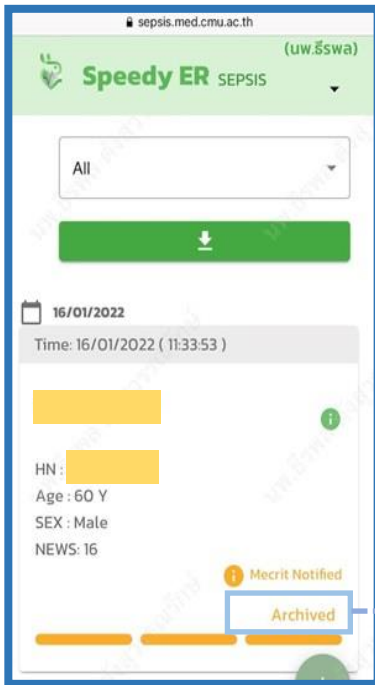 sepsis.med.cmu.ac.th
(นพ.ธีรพล)
Speedy ER SEPSIS
All
16/01/2022
Time: 16/01/2022 ( 11:33:53 )
HN :
Age : 60 Y
SEX : Male
NEWS: 16
Mecrit Notified
Archived